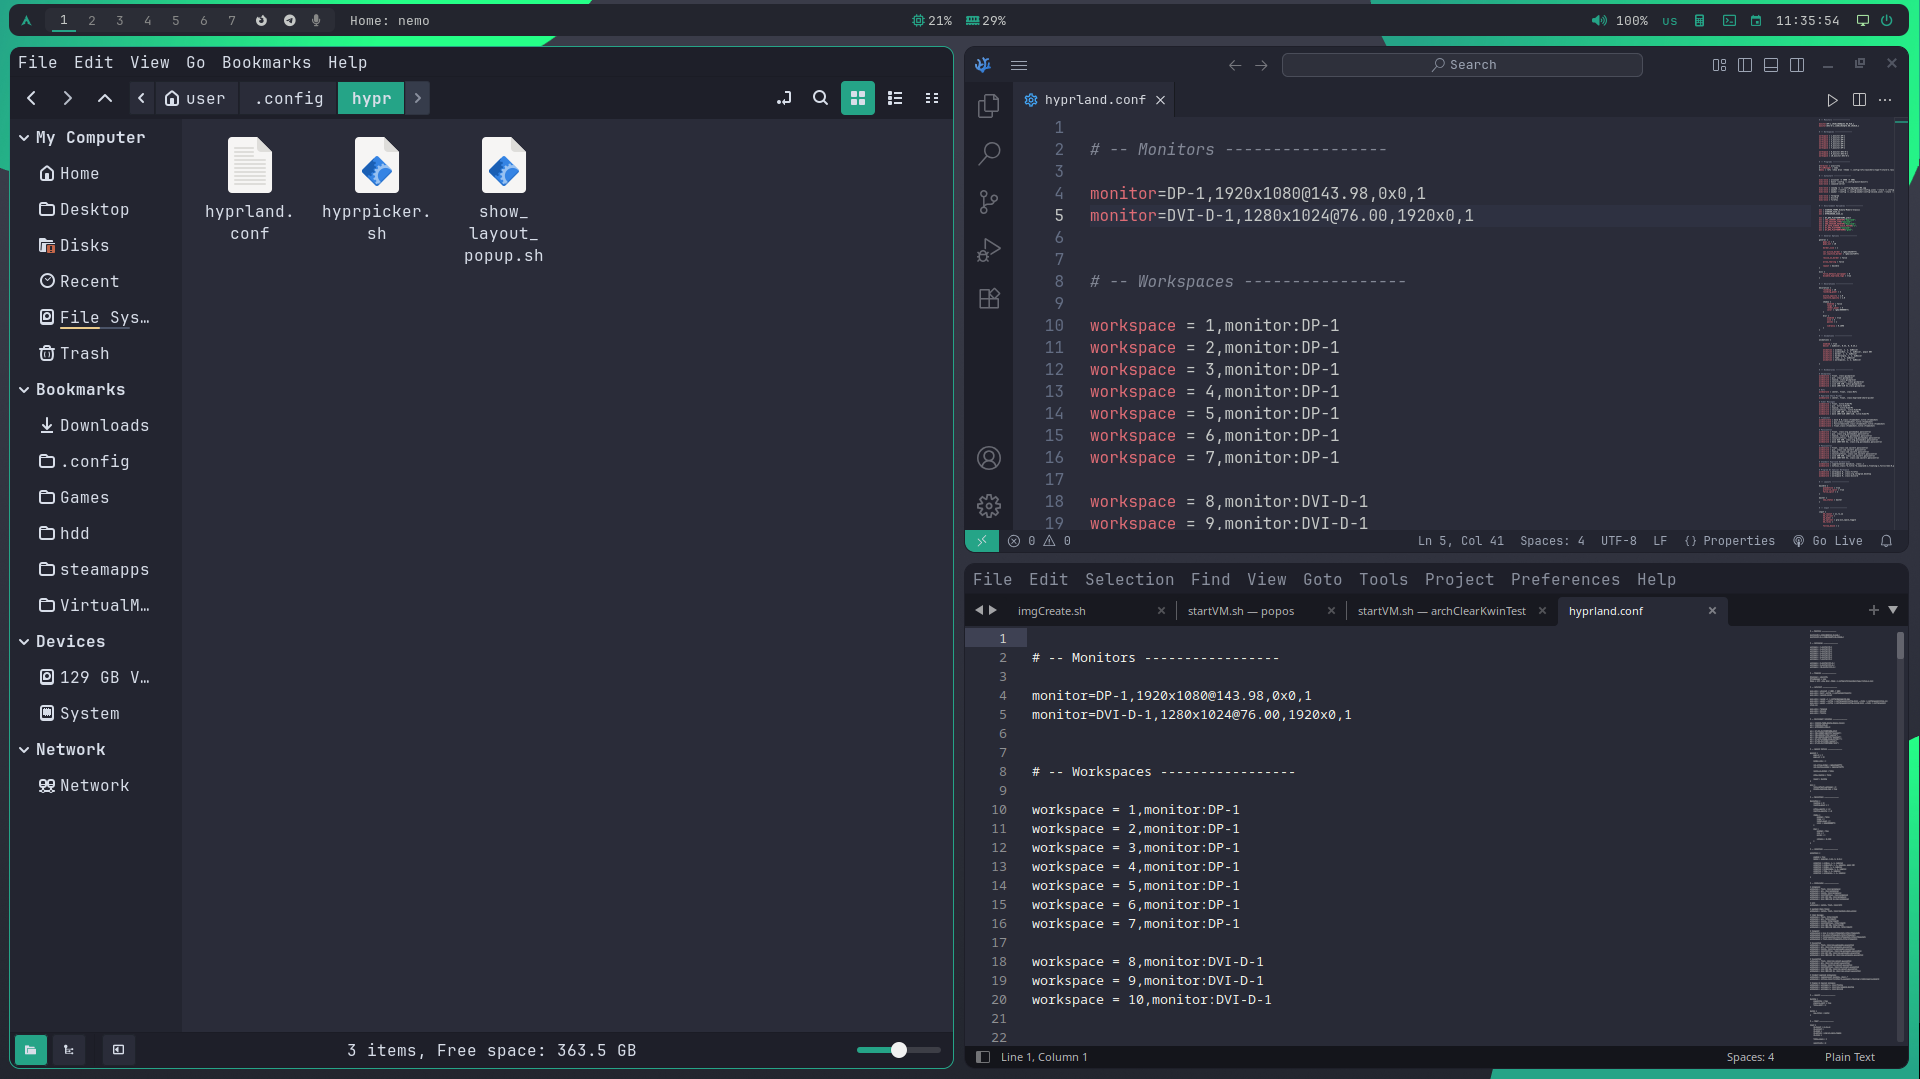 1 2 3 4 5 6 7 Home: nemo 21% 29% 100% us 11:35:54
File Edit View Go Bookmarks Help
user .config hypr
My Computer
Home
Desktop
Disks
Recent
File Sys…
Trash
Bookmarks
Downloads
.config
Games
hdd
steamapps
VirtualM…
Devices
129 GB V…
System
Network
Network
hyprland.
conf
hyprpicker.
sh
show_
layout_
popup.sh
3 items, Free space: 363.5 GB
Search
hyprland.conf
1
2 # -- Monitors -----------------
3
4 monitor=DP-1,1920x1080@143.98,0x0,1
5 monitor=DVI-D-1,1280x1024@76.00,1920x0,1
6
7
8 # -- Workspaces -----------------
9
10 workspace = 1,monitor:DP-1
11 workspace = 2,monitor:DP-1
12 workspace = 3,monitor:DP-1
13 workspace = 4,monitor:DP-1
14 workspace = 5,monitor:DP-1
15 workspace = 6,monitor:DP-1
16 workspace = 7,monitor:DP-1
17
18 workspace = 8,monitor:DVI-D-1
19 workspace = 9,monitor:DVI-D-1
0 0 Ln 5, Col 41 Spaces: 4 UTF-8 LF {} Properties Go Live
File Edit Selection Find View Goto Tools Project Preferences Help
imgCreate.sh startVM.sh — popos startVM.sh — archClearKwinTest hyprland.conf
1
2 # -- Monitors -----------------
3
4 monitor=DP-1,1920x1080@143.98,0x0,1
5 monitor=DVI-D-1,1280x1024@76.00,1920x0,1
6
7
8 # -- Workspaces -----------------
9
10 workspace = 1,monitor:DP-1
11 workspace = 2,monitor:DP-1
12 workspace = 3,monitor:DP-1
13 workspace = 4,monitor:DP-1
14 workspace = 5,monitor:DP-1
15 workspace = 6,monitor:DP-1
16 workspace = 7,monitor:DP-1
17
18 workspace = 8,monitor:DVI-D-1
19 workspace = 9,monitor:DVI-D-1
20 workspace = 10,monitor:DVI-D-1
21
22
Line 1, Column 1 Spaces: 4 Plain Text